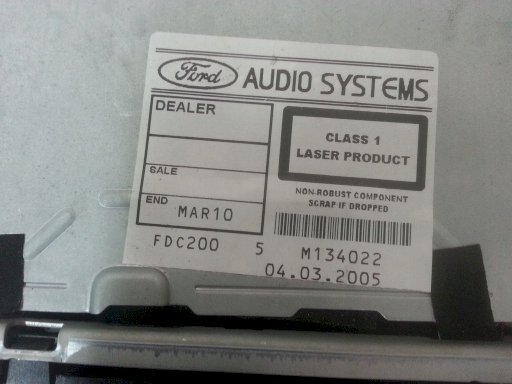 Ford AUDIO SYSTEMS
DEALER
SALE
END MAR10
CLASS 1
LASER PRODUCT
NON-ROBUST COMPONENT
SCRAP IF DROPPED
FDC200 5 M134022
04.03.2005